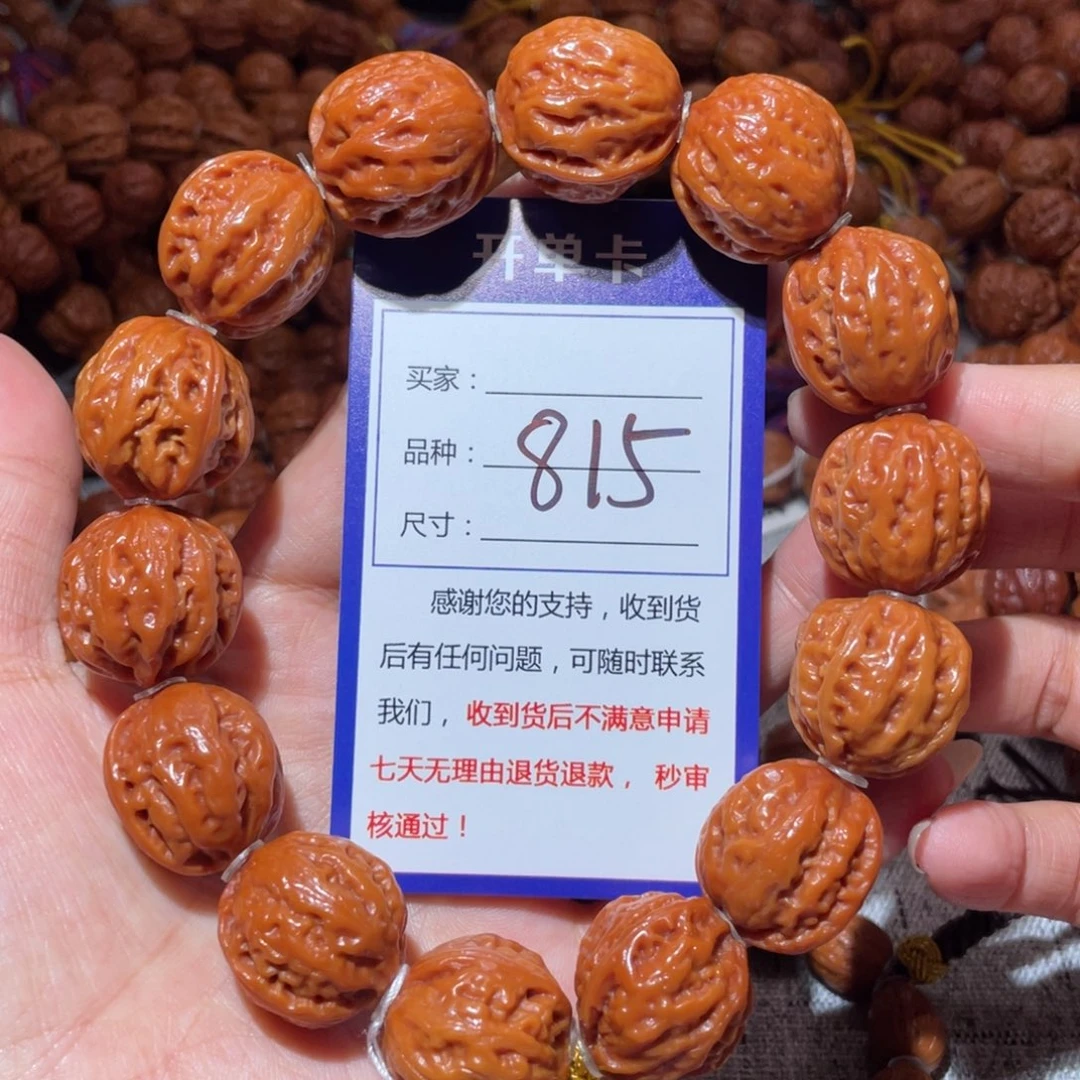 开单卡
买家：
品种：815
尺寸：
感谢您的支持，收到货
后有任何问题，可随时联系
我们，收到货后不满意申请
七天无理由退货退款，秒审
核通过！